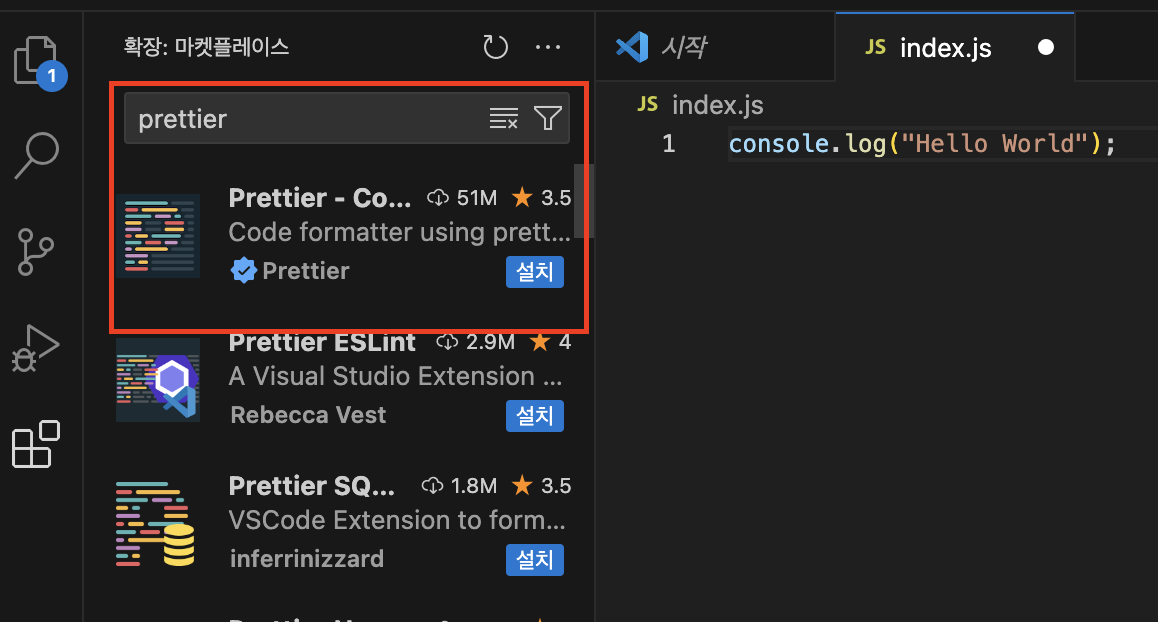 확장: 마켓플레이스
prettier
Prettier - Co... 51M 3.5
Code formatter using prett...
Prettier 설치
Prettier ESLint 2.9M 4
A Visual Studio Extension ...
Rebecca Vest 설치
Prettier SQ... 1.8M 3.5
VSCode Extension to form...
inferrinizzard 설치
1
시작
JS index.js
JS index.js
1 console.log("Hello World");